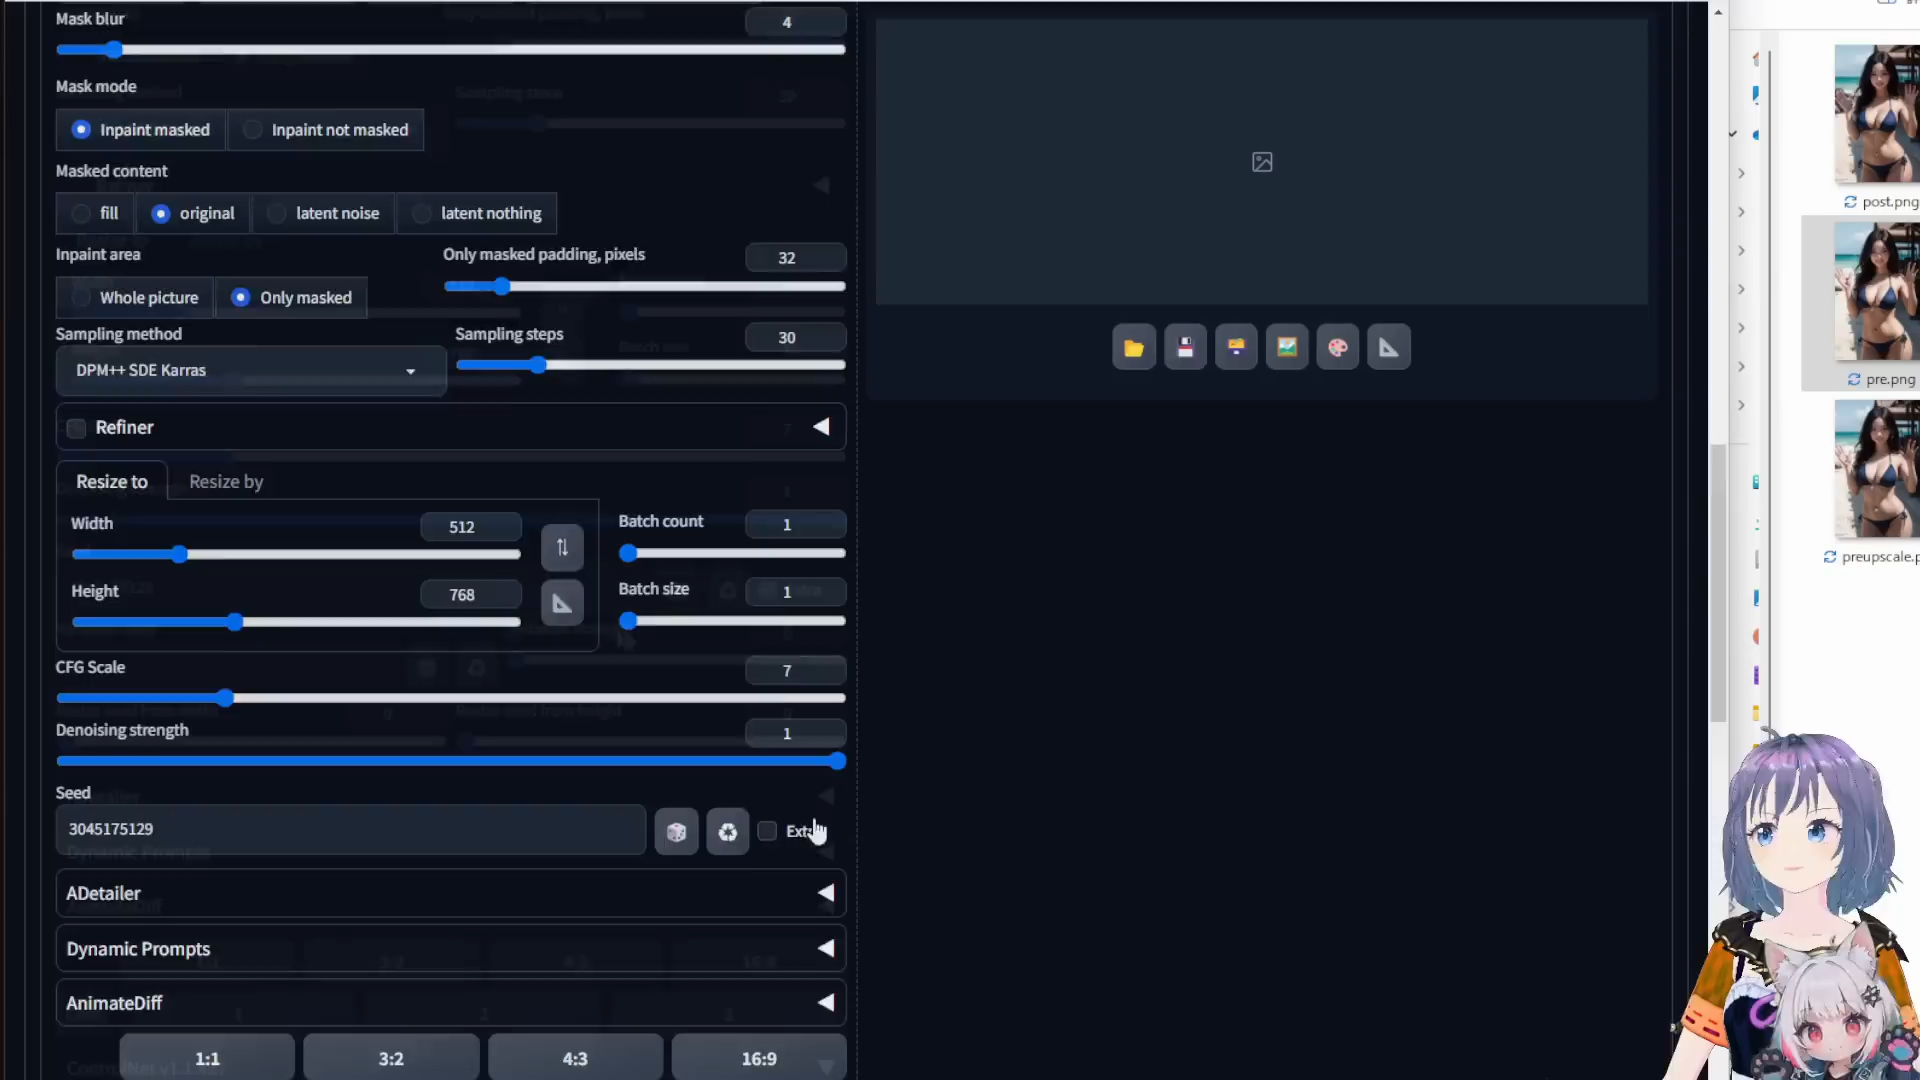 Mask blur
4
Mask mode
Inpaint masked
Inpaint not masked
Masked content
fill
original
latent noise
latent nothing
Inpaint area
Only masked padding, pixels
32
Whole picture
Only masked
Sampling method
Sampling steps
30
DPM++ SDE Karras
Refiner
Resize to
Resize by
Width
512
Batch count
1
Height
768
Batch size
1
CFG Scale
7
Denoising strength
1
Seed
3045175129
ADetailer
Dynamic Prompts
AnimateDiff
1:1
3:2
4:3
16:9
post.png
pre.png